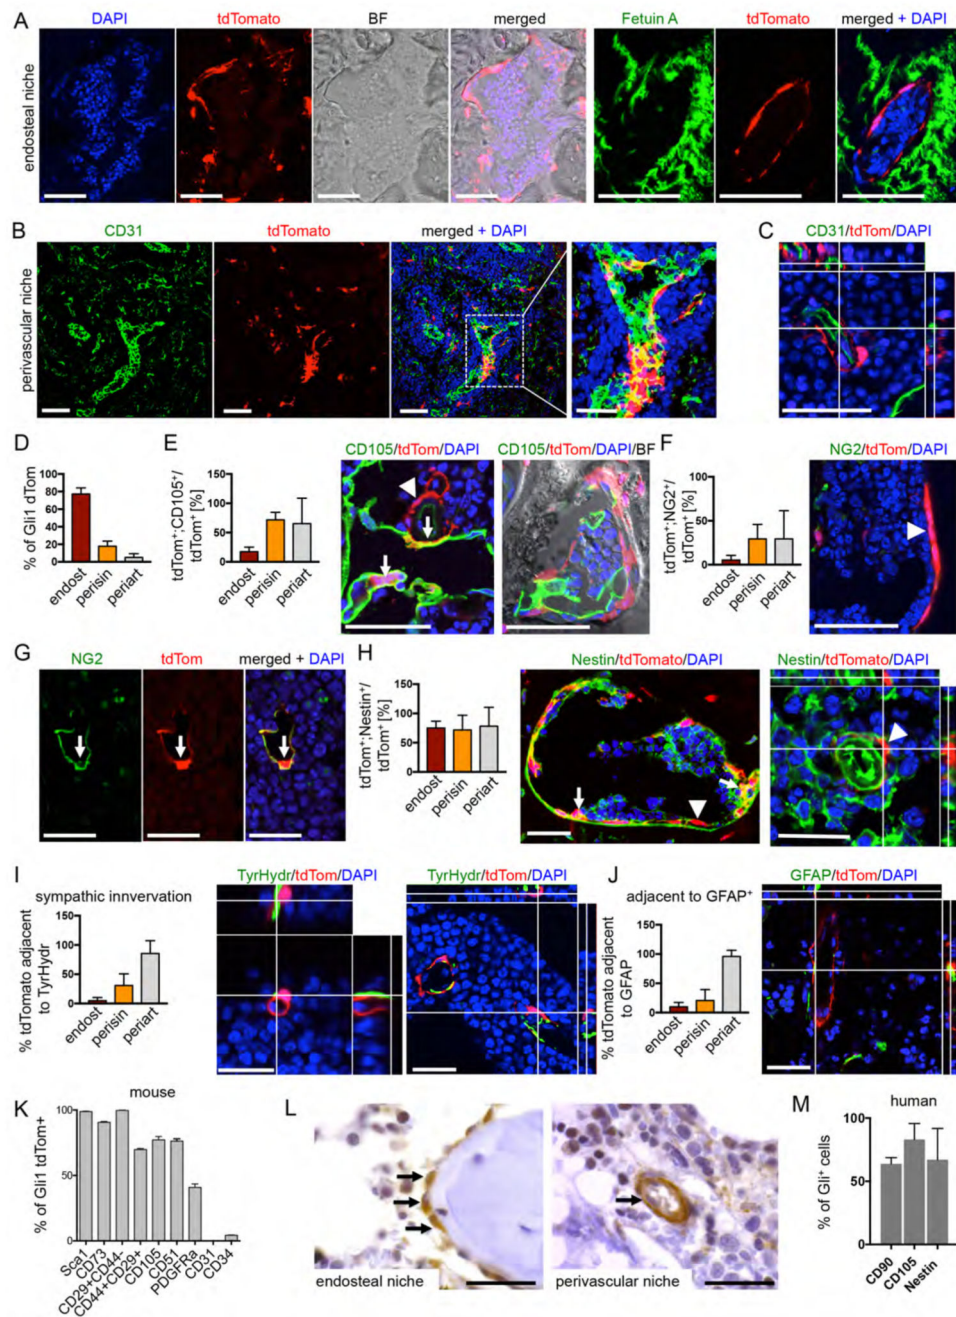 A
DAPI
tdTomato
BF
merged
Fetuin A
tdTomato
merged + DAPI
endosteal niche
B
CD31
tdTomato
merged + DAPI
C
CD31/tdTom/DAPI
perivascular niche
D
% of Gli1 dTom
100
80
60
40
20
0
endost
perisin
periart
E
tdTom⁺;CD105⁺/
tdTom⁺ [%]
150
100
50
0
endost
perisin
periart
CD105/tdTom/DAPI
CD105/tdTom/DAPI/BF
F
tdTom⁺;NG2⁺/
tdTom⁺ [%]
100
50
0
endost
perisin
periart
NG2/tdTom/DAPI
G
NG2
tdTom
merged + DAPI
H
tdTom⁺;Nestin⁺/
tdTom⁺ [%]
150
100
50
0
endost
perisin
periart
Nestin/tdTomato/DAPI
Nestin/tdTomato/DAPI
I
sympathic innvervation
% tdTomato adjacent
to TyrHydr
150
100
50
0
endost
perisin
periart
TyrHydr/tdTom/DAPI
TyrHydr/tdTom/DAPI
J
adjacent to GFAP⁺
% tdTomato adjacent
to GFAP
150
100
50
0
endost
perisin
periart
GFAP/tdTom/DAPI
K
mouse
% of Gli1 tdTom+
100
50
0
Sca1
CD73
CD29+CD44-
CD44+CD29+
CD105
CD51
PDGFRa
CD31
CD34
L
endosteal niche
perivascular niche
M
human
% of Gli⁺ cells
100
50
0
CD90
CD105
Nestin